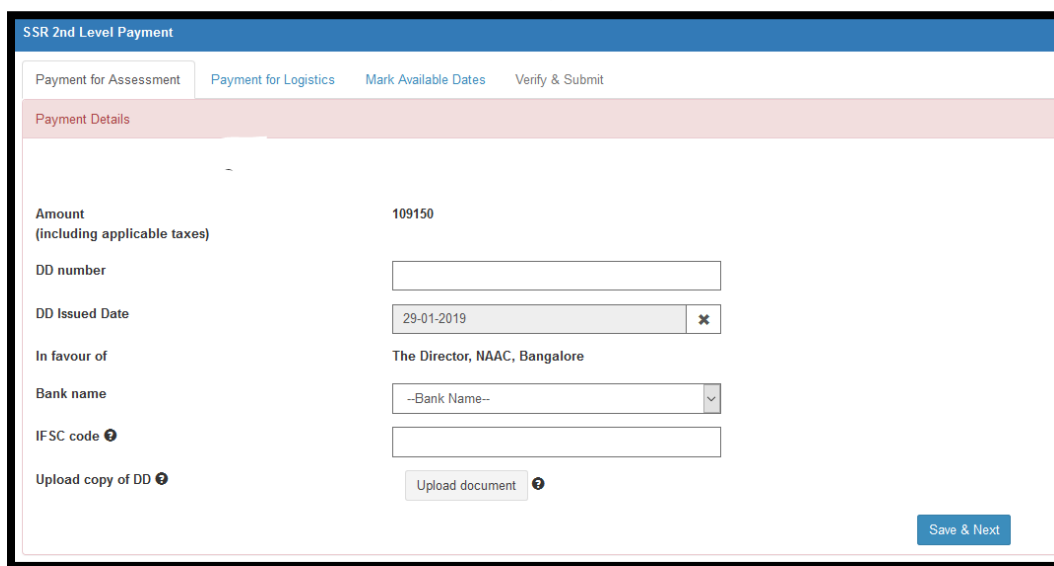 SSR 2nd Level Payment
Payment for Assessment Payment for Logistics Mark Available Dates Verify & Submit
Payment Details
Amount 109150
(including applicable taxes)
DD number
DD Issued Date 29-01-2019
In favour of The Director, NAAC, Bangalore
Bank name --Bank Name--
IFSC code
Upload copy of DD Upload document
Save & Next